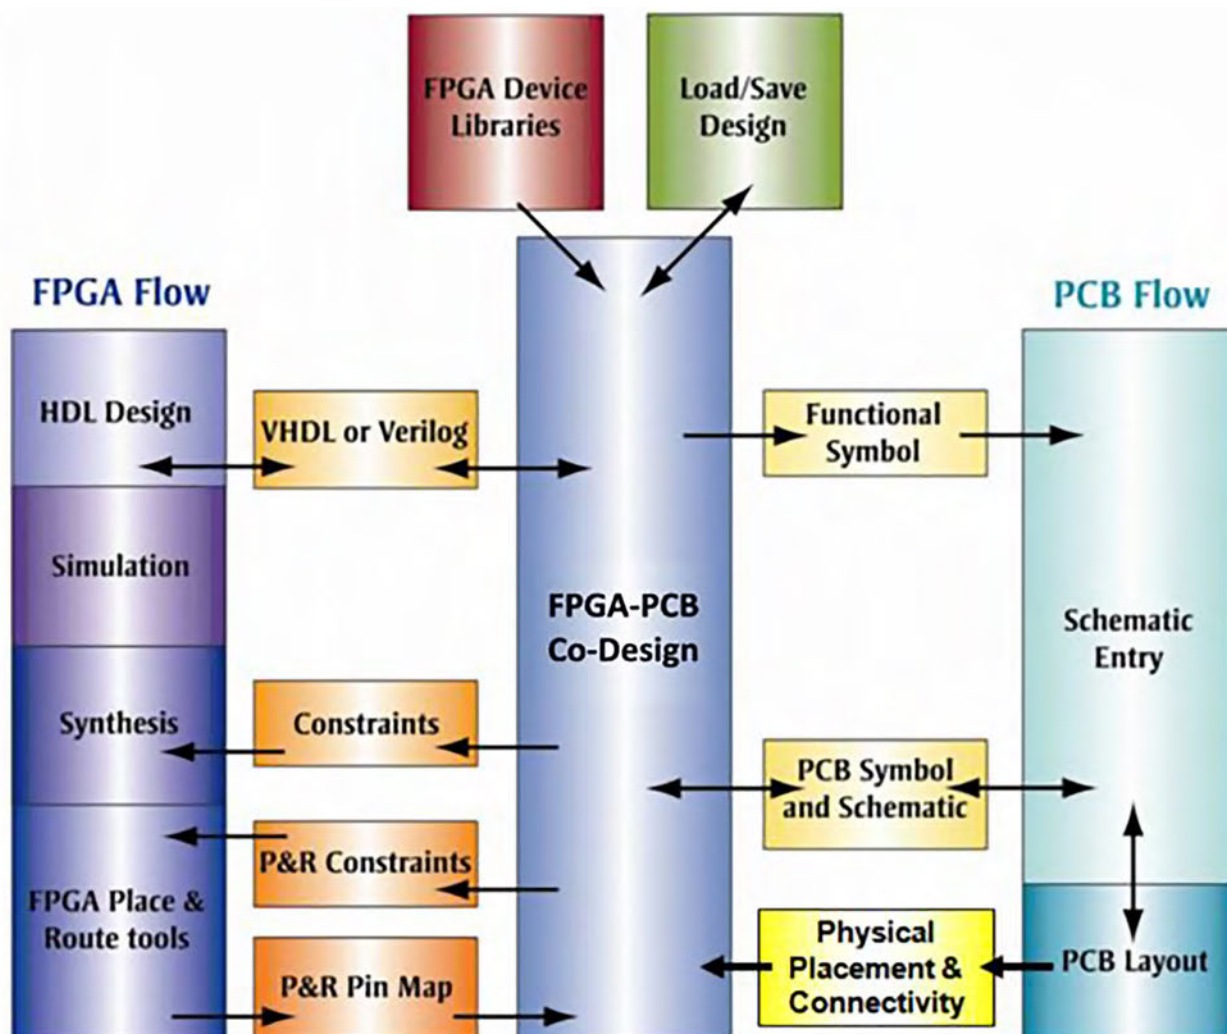 FPGA Device
Libraries
Load/Save
Design
FPGA Flow
PCB Flow
HDL Design
VHDL or Verilog
Functional
Symbol
Simulation
FPGA-PCB
Co-Design
Schematic
Entry
Synthesis
Constraints
PCB Symbol
and Schematic
P&R Constraints
FPGA Place &
Route tools
P&R Pin Map
Physical
Placement &
Connectivity
PCB Layout